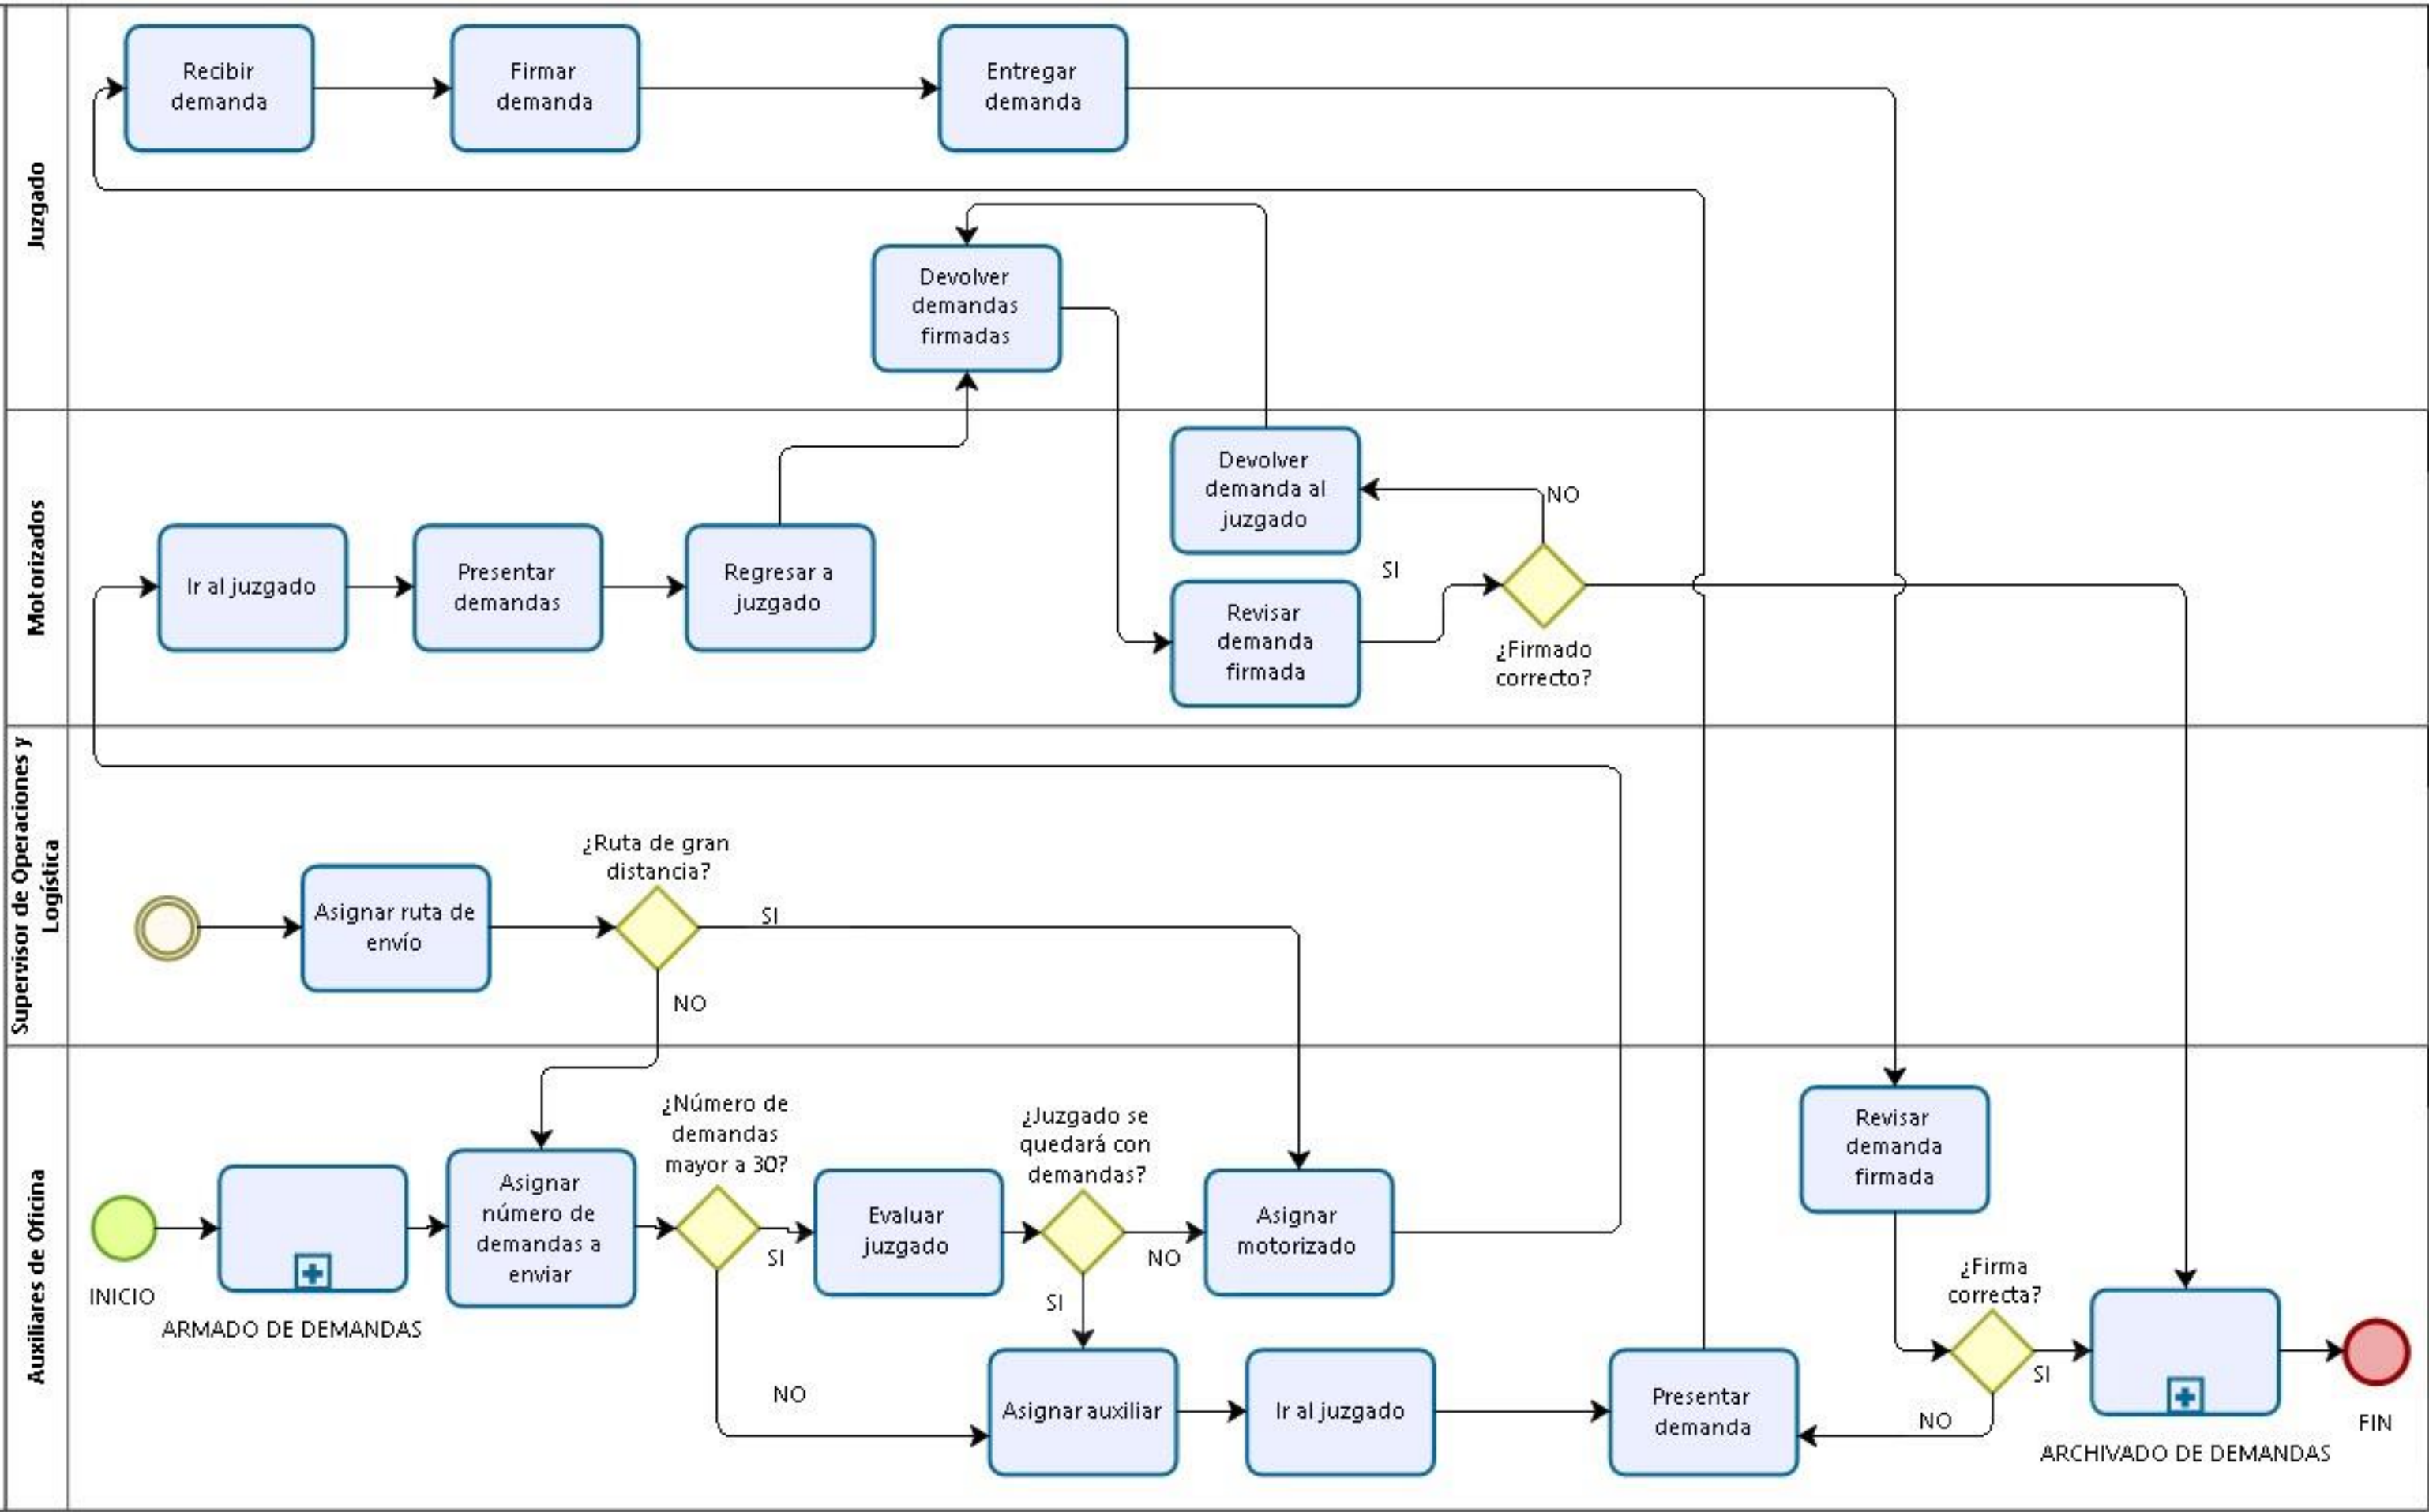 Juzgado
Recibir
demanda
Firmar
demanda
Entregar
demanda
Devolver
demandas
firmadas
Motorizados
Ir al juzgado
Presentar
demandas
Regresar a
juzgado
Devolver
demanda al
juzgado
NO
SI
Revisar
demanda
firmada
¿Firmado
correcto?
Supervisor de Operaciones y
Logística
Asignar ruta de
envío
¿Ruta de gran
distancia?
SI
NO
Auxiliares de Oficina
INICIO
ARMADO DE DEMANDAS
Asignar
número de
demandas a
enviar
¿Número de
demandas
mayor a 30?
SI
NO
Evaluar
juzgado
¿Juzgado se
quedará con
demandas?
NO
SI
Asignar
motorizado
Asignar auxiliar
Ir al juzgado
Presentar
demanda
Revisar
demanda
firmada
¿Firma
correcta?
SI
NO
ARCHIVADO DE DEMANDAS
FIN